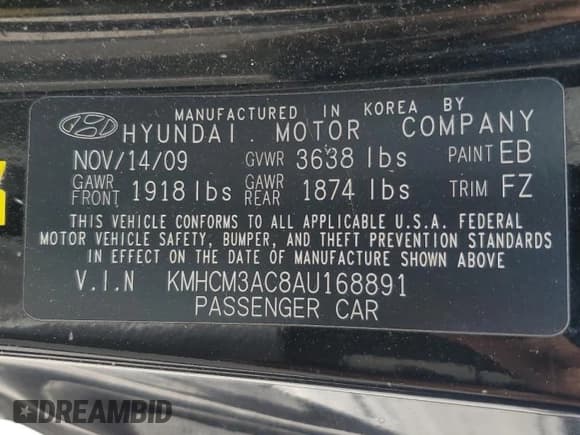 MANUFACTURED IN KOREA BY
HYUNDAI MOTOR COMPANY
NOV/14/09 GVWR 3638 lbs PAINT EB
GAWR FRONT 1918 lbs GAWR REAR 1874 lbs TRIM FZ
THIS VEHICLE CONFORMS TO ALL APPLICABLE U.S.A. FEDERAL
MOTOR VEHICLE SAFETY, BUMPER, AND THEFT PREVENTION STANDARDS
IN EFFECT ON THE DATE OF MANUFACTURE SHOWN ABOVE
V.I.N KMHCM3AC8AU168891
PASSENGER CAR
DREAMBID